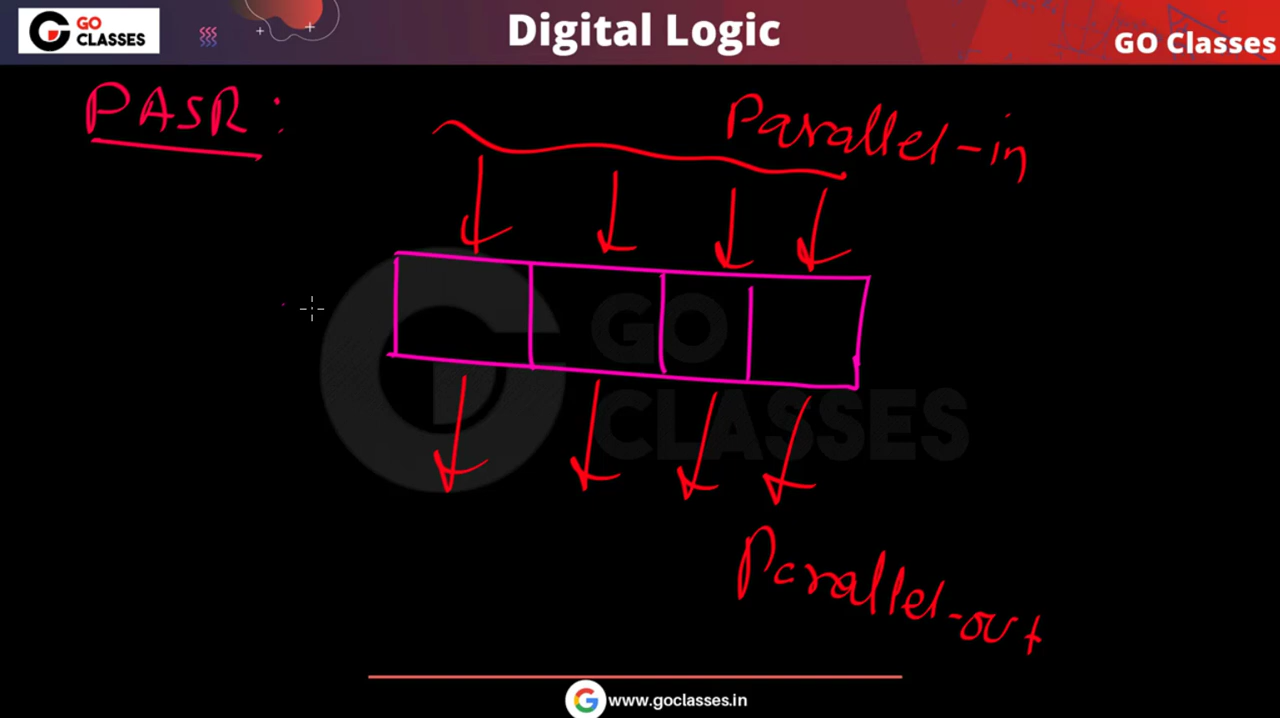 GO
CLASSES
Digital Logic
GO Classes
PASR:
Parallel-in
GO
CLASSES
Parallel-out
www.goclasses.in